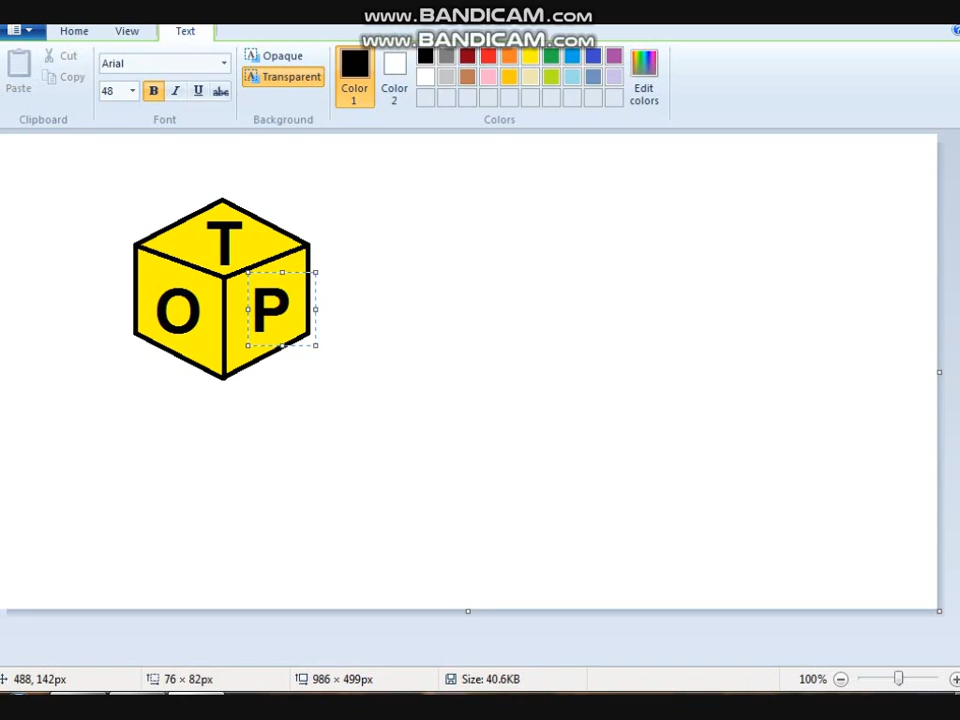 www.BANDICAM.com
www.BANDICAM.com
Home View Text
Paste
Cut
Copy
Clipboard
Arial
48 B I U abc
Font
Opaque
Transparent
Background
Color 1
Color 2
Edit colors
Colors
T
O P
488, 142px 76 × 82px 986 × 499px Size: 40.6KB 100%